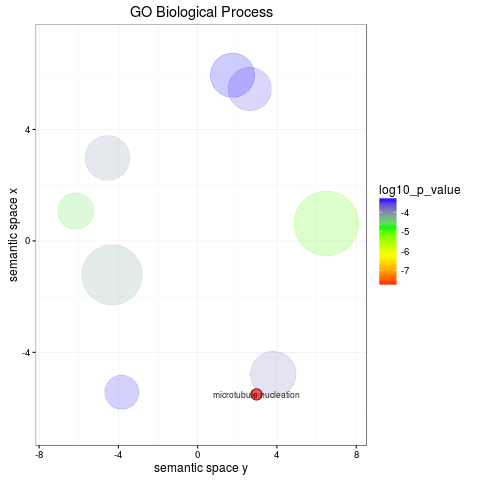 GO Biological Process
semantic space x
4
0
-4
microtubule nucleation
-8
-4
0
4
8
semantic space y
log10_p_value
-4
-5
-6
-7